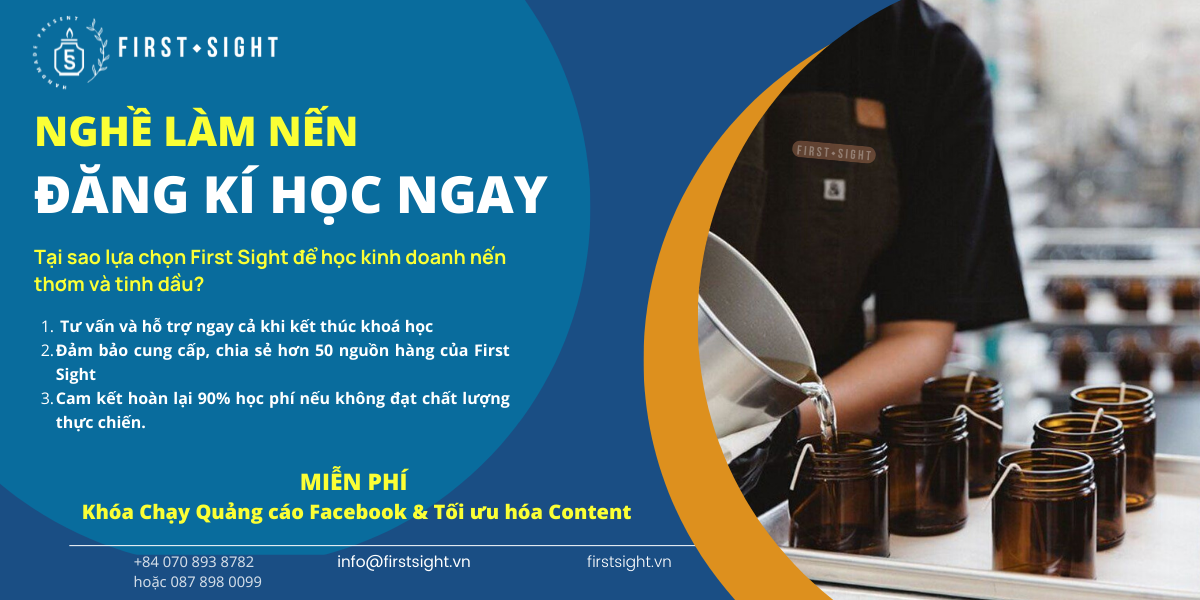 HANDMADE PRESENT
FS
FIRST SIGHT
NGHỀ LÀM NẾN
ĐĂNG KÍ HỌC NGAY
Tại sao lựa chọn First Sight để học kinh doanh nến
thơm và tinh dầu?
1. Tư vấn và hỗ trợ ngay cả khi kết thúc khoá học
2. Đảm bảo cung cấp, chia sẻ hơn 50 nguồn hàng của First
Sight
3. Cam kết hoàn lại 90% học phí nếu không đạt chất lượng
thực chiến.
MIỄN PHÍ
Khóa Chạy Quảng cáo Facebook & Tối ưu hóa Content
+84 070 893 8782
hoặc 087 898 0099
info@firstsight.vn
firstsight.vn
FIRST SIGHT